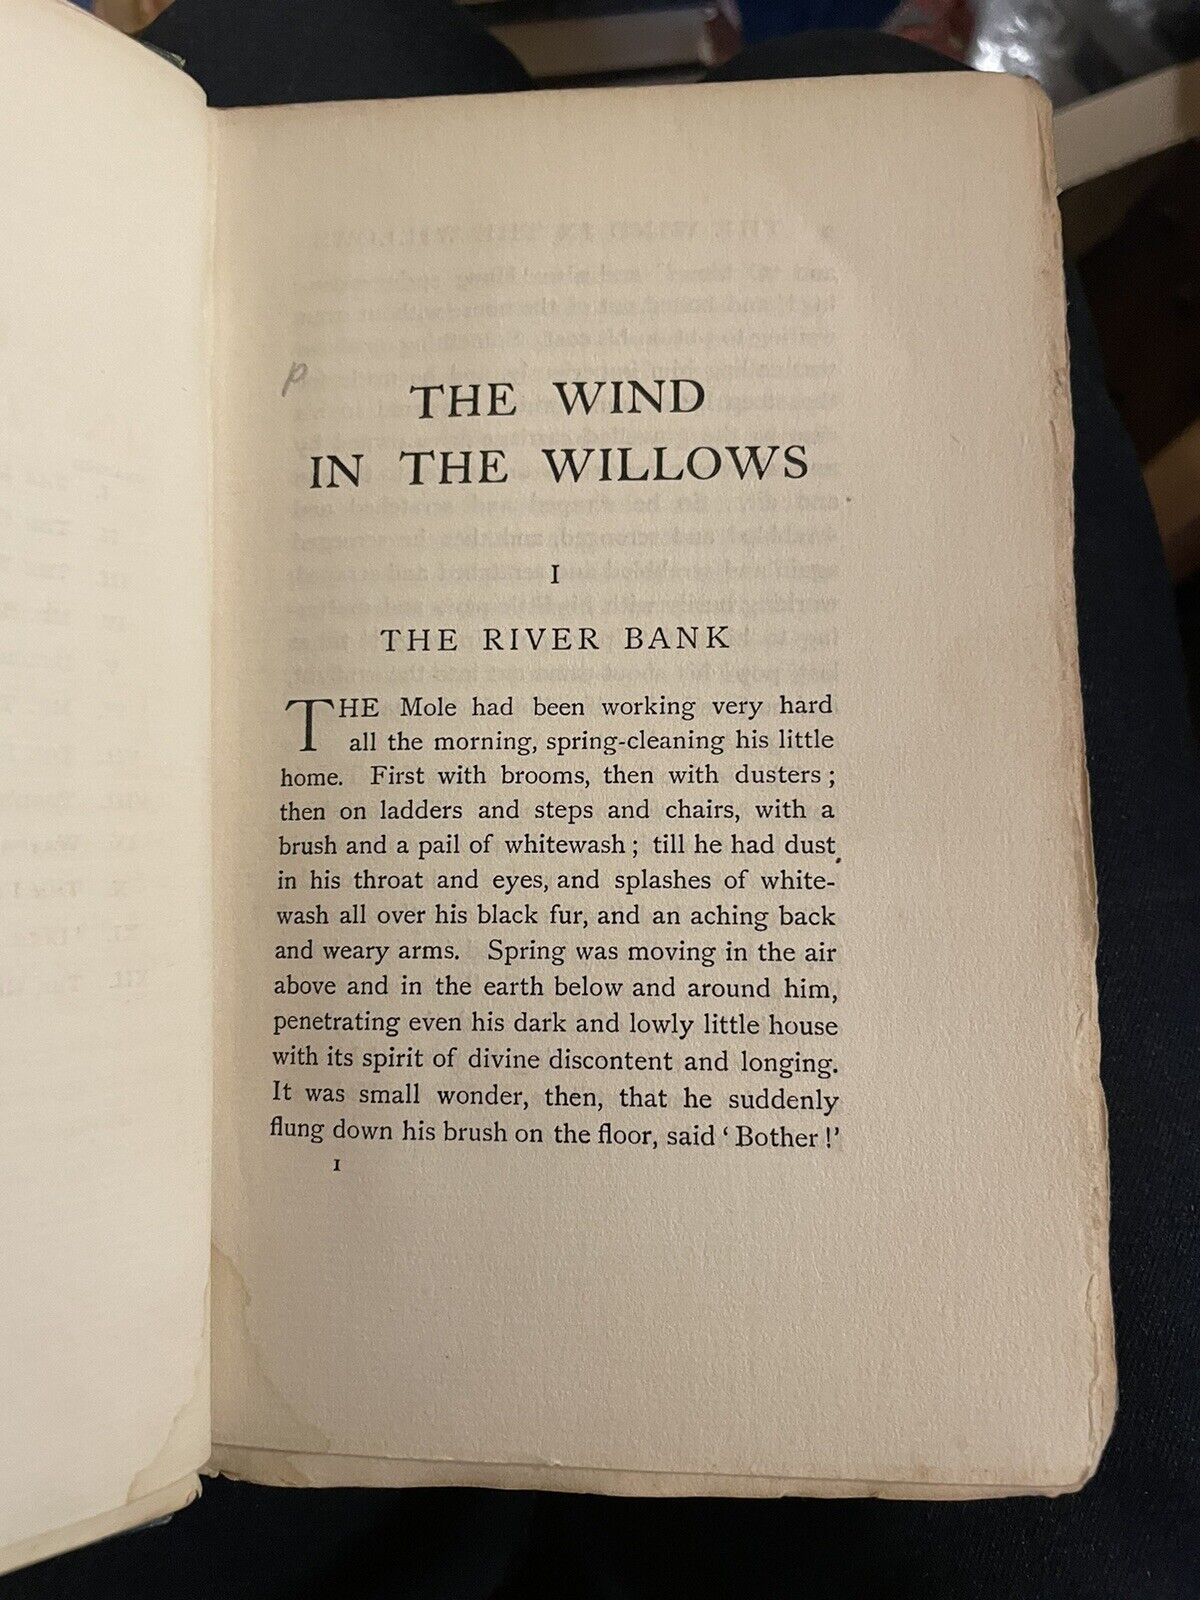 p
THE WIND
IN THE WILLOWS
I
THE RIVER BANK
THE Mole had been working very hard
all the morning, spring-cleaning his little
home. First with brooms, then with dusters ;
then on ladders and steps and chairs, with a
brush and a pail of whitewash ; till he had dust
in his throat and eyes, and splashes of white-
wash all over his black fur, and an aching back
and weary arms. Spring was moving in the air
above and in the earth below and around him,
penetrating even his dark and lowly little house
with its spirit of divine discontent and longing.
It was small wonder, then, that he suddenly
flung down his brush on the floor, said ‘ Bother !’
1